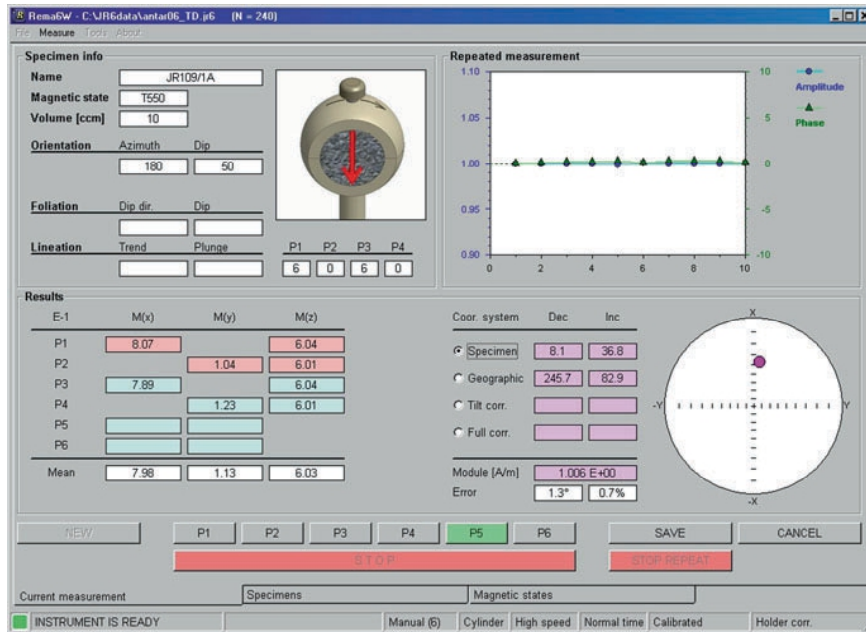 Rema6W - C:\JR6data\antar06_TD.jr6 (N = 240)
File Measure Tools About
Specimen info
Name JR109/1A
Magnetic state T550
Volume [ccm] 10
Orientation Azimuth Dip
180 50
Foliation Dip dir. Dip
Lineation Trend Plunge
P1 P2 P3 P4
6 0 6 0
Repeated measurement
1.10 10
1.05 5
1.00 0
0.95 -5
0.90 -10
0 2 4 6 8 10
Amplitude
Phase
Results
E-1 M(x) M(y) M(z)
P1 8.07 6.04
P2 1.04 6.01
P3 7.89 6.04
P4 1.23 6.01
P5
P6
Mean 7.98 1.13 6.03
Coor. system Dec Inc
Specimen 8.1 36.8
Geographic 245.7 82.9
Tilt corr.
Full corr.
Module [A/m] 1.006 E+00
Error 1.3° 0.7%
X
-Y Y
-X
NEW P1 P2 P3 P4 P5 P6 SAVE CANCEL
STOP STOP REPEAT
Current measurement Specimens Magnetic states
INSTRUMENT IS READY Manual (6) Cylinder High speed Normal time Calibrated Holder corr.